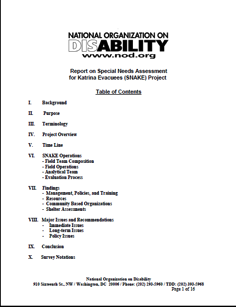 NATIONAL ORGANIZATION ON
DISABILITY
www.nod.org
Report on Special Needs Assessment
for Katrina Evacuees (SNAKE) Project
Table of Contents
I. Background
II. Purpose
III. Terminology
IV. Project Overview
V. Time Line
VI. SNAKE Operations
- Field Team Composition
- Field Operations
- Analytical Team
- Evaluation Process
VII. Findings
- Management, Policies, and Training
- Resources
- Community Based Organizations
- Shelter Assessments
VIII. Major Issues and Recommendations
- Immediate Issues
- Long-term Issues
- Policy Issues
IX. Conclusion
X. Survey Notations
National Organization on Disability
910 Sixteenth St., NW / Washington, DC 20006 / Phone: (202) 293-5960 / TDD: (202) 293-5968
Page 1 of 16